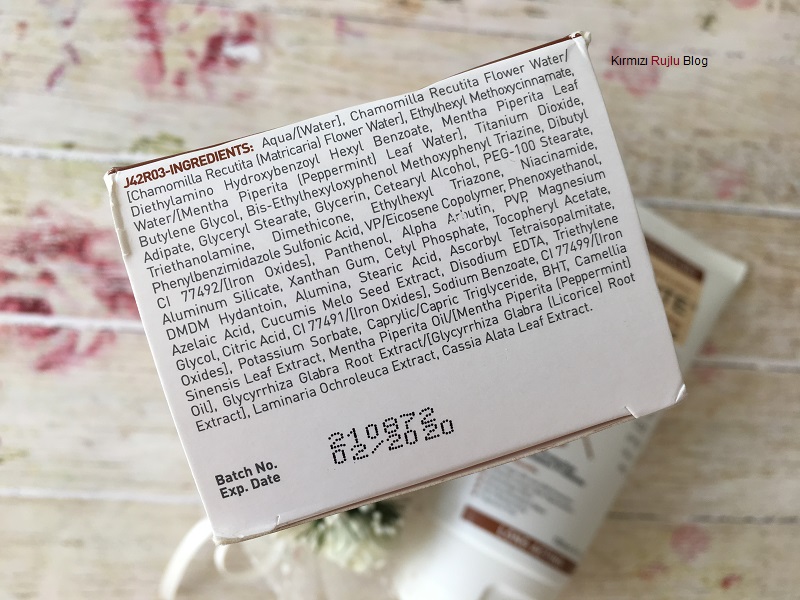 Kırmızı Rujlu Blog
J42R03-INGREDIENTS: Aqua/[Water], Chamomilla Recutita Flower Water/
[Chamomilla Recutita (Matricaria) Flower Water], Ethylhexyl Methoxycinnamate,
Diethylamino Hydroxybenzoyl Hexyl Benzoate, Mentha Piperita Leaf
Water/[Mentha Piperita (Peppermint) Leaf Water], Titanium Dioxide,
Butylene Glycol, Bis-Ethylhexyloxyphenol Methoxyphenyl Triazine, Dibutyl
Adipate, Glyceryl Stearate, Glycerin, Cetearyl Alcohol, PEG-100 Stearate,
Triethanolamine, Dimethicone, Ethylhexyl Triazone, Niacinamide,
Phenylbenzimidazole Sulfonic Acid, VP/Eicosene Copolymer, Phenoxyethanol,
CI 77492/[Iron Oxides], Panthenol, Alpha Arbutin, PVP, Magnesium
Aluminum Silicate, Xanthan Gum, Cetyl Phosphate, Tocopheryl Acetate,
DMDM Hydantoin, Alumina, Stearic Acid, Ascorbyl Tetraisopalmitate,
Azelaic Acid, Cucumis Melo Seed Extract, Disodium EDTA, Triethylene
Glycol, Citric Acid, CI 77491/[Iron Oxides], Sodium Benzoate, CI 77499/[Iron
Oxides], Potassium Sorbate, Caprylic/Capric Triglyceride, BHT, Camellia
Sinensis Leaf Extract, Mentha Piperita Oil/[Mentha Piperita (Peppermint)
Oil], Glycyrrhiza Glabra Root Extract/[Glycyrrhiza Glabra (Licorice) Root
Extract], Laminaria Ochroleuca Extract, Cassia Alata Leaf Extract.
Batch No. 210872
Exp. Date 02/2020